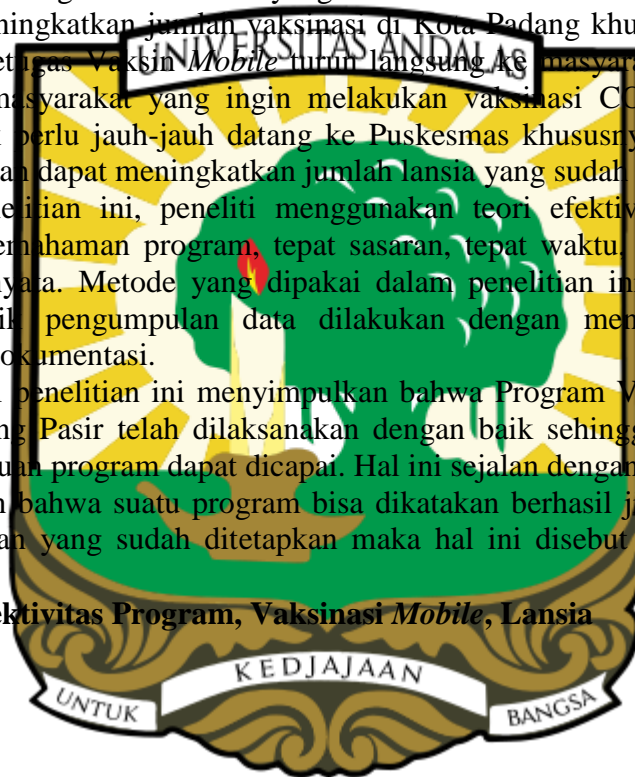 ningkatkan jumlah vaksinasi di Kota Padang khu
UNIVERSITAS ANDALAS
etugas Vaksin Mobile turun langsung ke masyara
masyarakat yang ingin melakukan vaksinasi CO
perlu jauh-jauh datang ke Puskesmas khususny
an dapat meningkatkan jumlah lansia yang sudah
elitian ini, peneliti menggunakan teori efektiv
emahaman program, tepat sasaran, tepat waktu,
nyata. Metode yang dipakai dalam penelitian ini
ik pengumpulan data dilakukan dengan men
okumentasi.
penelitian ini menyimpulkan bahwa Program V
ng Pasir telah dilaksanakan dengan baik sehingg
uan program dapat dicapai. Hal ini sejalan dengan
n bahwa suatu program bisa dikatakan berhasil j
an yang sudah ditetapkan maka hal ini disebut
ektivitas Program, Vaksinasi Mobile, Lansia
KEDJAJAAN
UNTUK
BANGSA